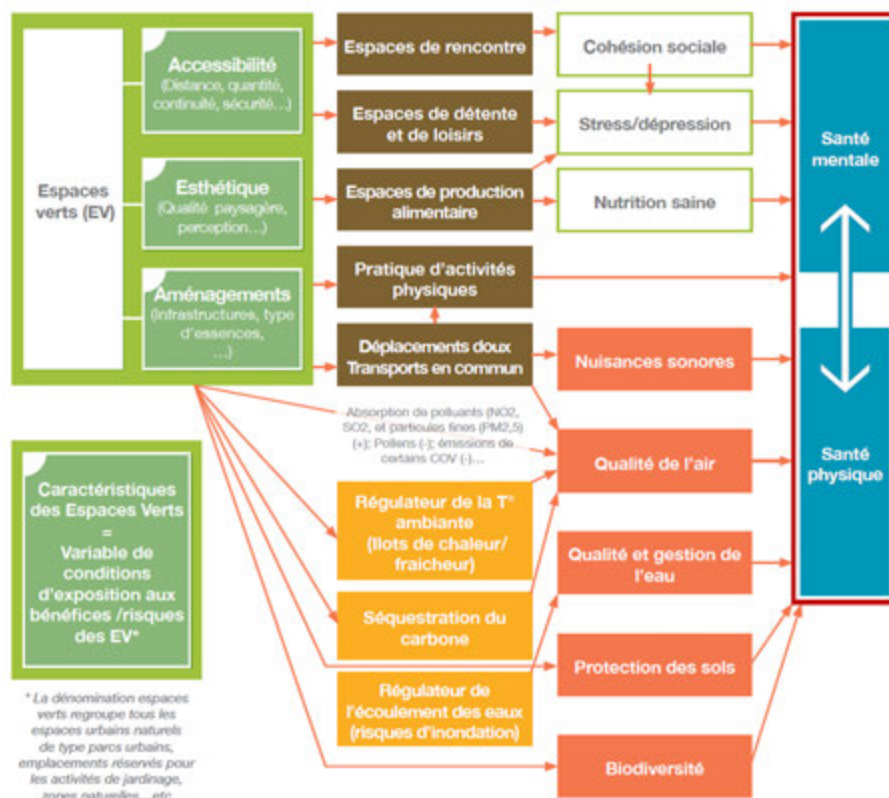 Espaces
verts (EV)
Accessibilité
(Distance, quantité,
continuité, sécurité…)
Esthétique
(Qualité paysagère,
perception…)
Aménagements
(Infrastructures, type
d'essences,
…)
Espaces de rencontre
Espaces de détente
et de loisirs
Espaces de production
alimentaire
Pratique d'activités
physiques
Déplacements doux
Transports en commun
Cohésion sociale
Stress/dépression
Nutrition saine
Nuisances sonores
Absorption de polluants (NO2,
SO2, et particules fines (PM2,5)
(+); Pollens (-); émissions de
certains COV (-)…
Qualité de l'air
Régulateur de la T°
ambiante
(Ilots de chaleur/
fraicheur)
Qualité et gestion de
l'eau
Séquestration du
carbone
Protection des sols
Régulateur de
l'écoulement des eaux
(risques d'inondation)
Biodiversité
Santé
mentale
Santé
physique
Caractéristiques
des Espaces Verts
=
Variable de
conditions
d'exposition aux
bénéfices /risques
des EV*
* La dénomination espaces
verts regroupe tous les
espaces urbains naturels
de type parcs urbains,
emplacements réservés pour
les activités de jardinage,
zones naturelles…etc